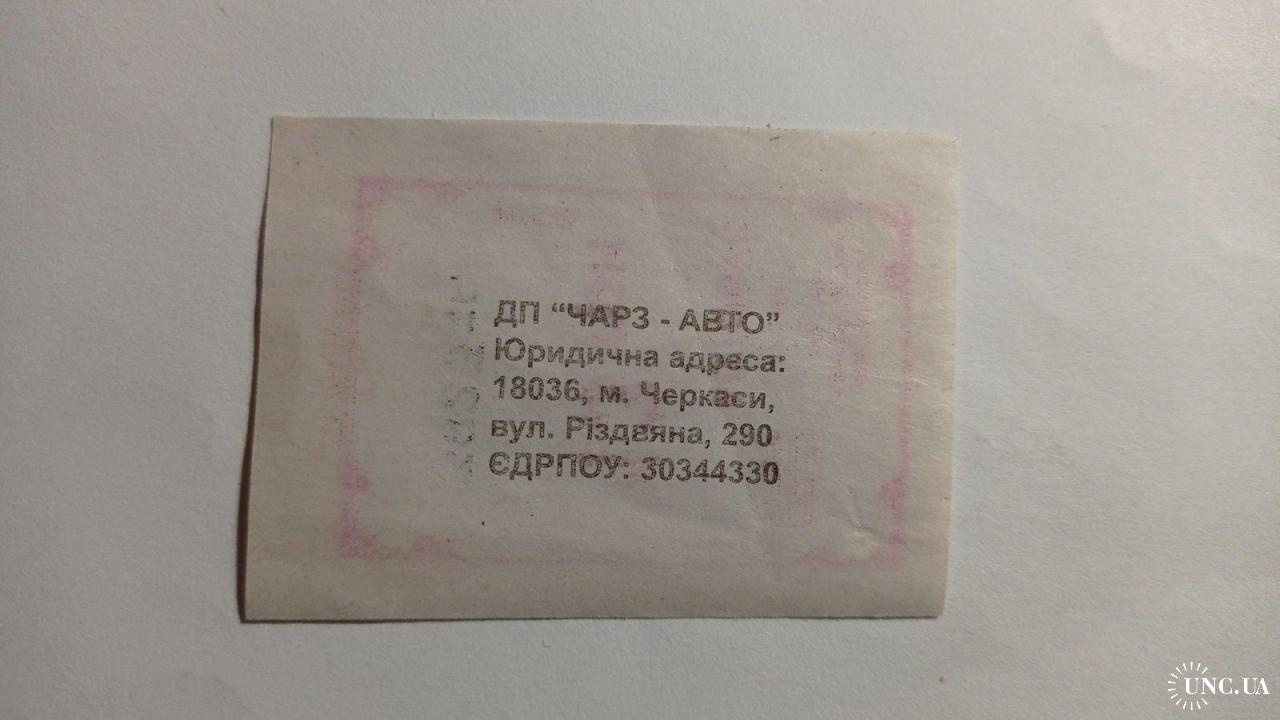 ДП “ЧАРЗ - АВТО”
Юридична адреса:
18036, м. Черкаси,
вул. Різдвяна, 290
ЄДРПОУ: 30344330
UNC.UA